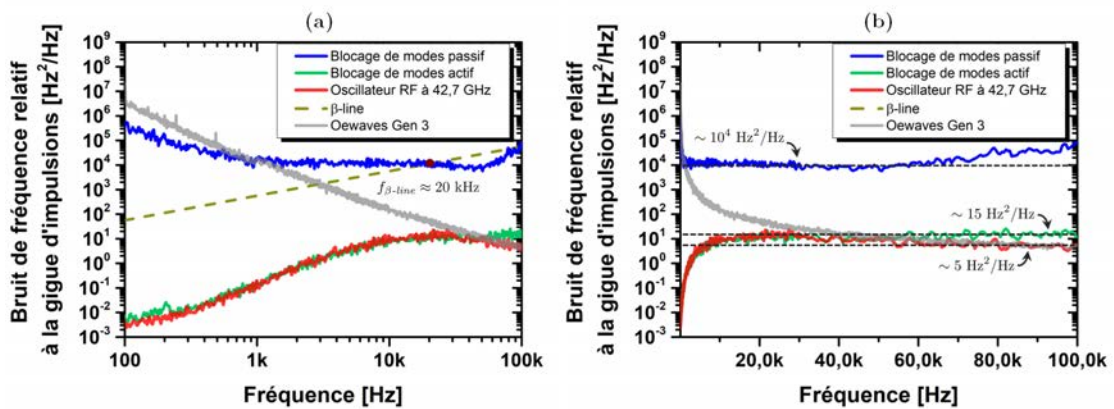 (a)
Bruit de fréquence relatif
à la gigue d'impulsions [Hz²/Hz]
10⁹
10⁸
10⁷
10⁶
10⁵
10⁴
10³
10²
10¹
10⁰
10⁻¹
10⁻²
10⁻³
Blocage de modes passif
Blocage de modes actif
Oscillateur RF à 42,7 GHz
β-line
Oewaves Gen 3
f_β-line ≈ 20 kHz
100
1k
10k
100k
Fréquence [Hz]
(b)
Bruit de fréquence relatif
à la gigue d'impulsions [Hz²/Hz]
10⁹
10⁸
10⁷
10⁶
10⁵
10⁴
10³
10²
10¹
10⁰
10⁻¹
10⁻²
10⁻³
Blocage de modes passif
Blocage de modes actif
Oscillateur RF à 42,7 GHz
β-line
Oewaves Gen 3
~ 10⁴ Hz²/Hz
~ 15 Hz²/Hz
~ 5 Hz²/Hz
20,0k
40,0k
60,0k
80,0k
100,0k
Fréquence [Hz]